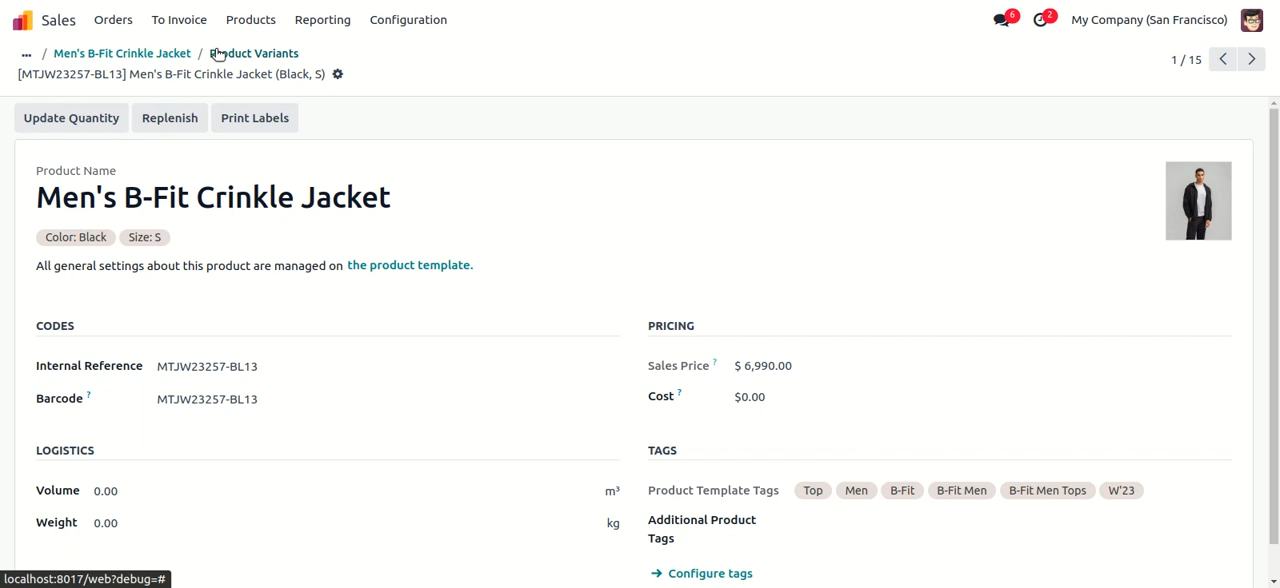 Sales Orders To Invoice Products Reporting Configuration 6 2 My Company (San Francisco)
... / Men's B-Fit Crinkle Jacket / Product Variants
[MTJW23257-BL13] Men's B-Fit Crinkle Jacket (Black, S)
1 / 15
Update Quantity Replenish Print Labels
Product Name
Men's B-Fit Crinkle Jacket
Color: Black Size: S
All general settings about this product are managed on the product template.
CODES
Internal Reference MTJW23257-BL13
Barcode ? MTJW23257-BL13
PRICING
Sales Price ? $ 6,990.00
Cost ? $0.00
LOGISTICS
Volume 0.00 m³
Weight 0.00 kg
TAGS
Product Template Tags Top Men B-Fit B-Fit Men B-Fit Men Tops W'23
Additional Product
Tags
→ Configure tags
localhost:8017/web?debug=#